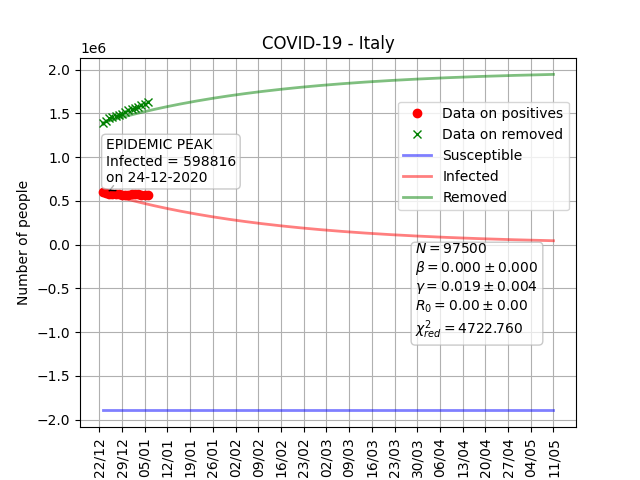 COVID-19 - Italy
1e6
2.0
1.5
1.0
0.5
0.0
−0.5
−1.0
−1.5
−2.0
Number of people
EPIDEMIC PEAK
Infected = 598816
on 24-12-2020
Data on positives
Data on removed
Susceptible
Infected
Removed
N = 97500
β = 0.000 ± 0.000
γ = 0.019 ± 0.004
R₀ = 0.00 ± 0.00
χ²red = 4722.760
22/12
29/12
05/01
12/01
19/01
26/01
02/02
09/02
16/02
23/02
02/03
09/03
16/03
23/03
30/03
06/04
13/04
20/04
27/04
04/05
11/05